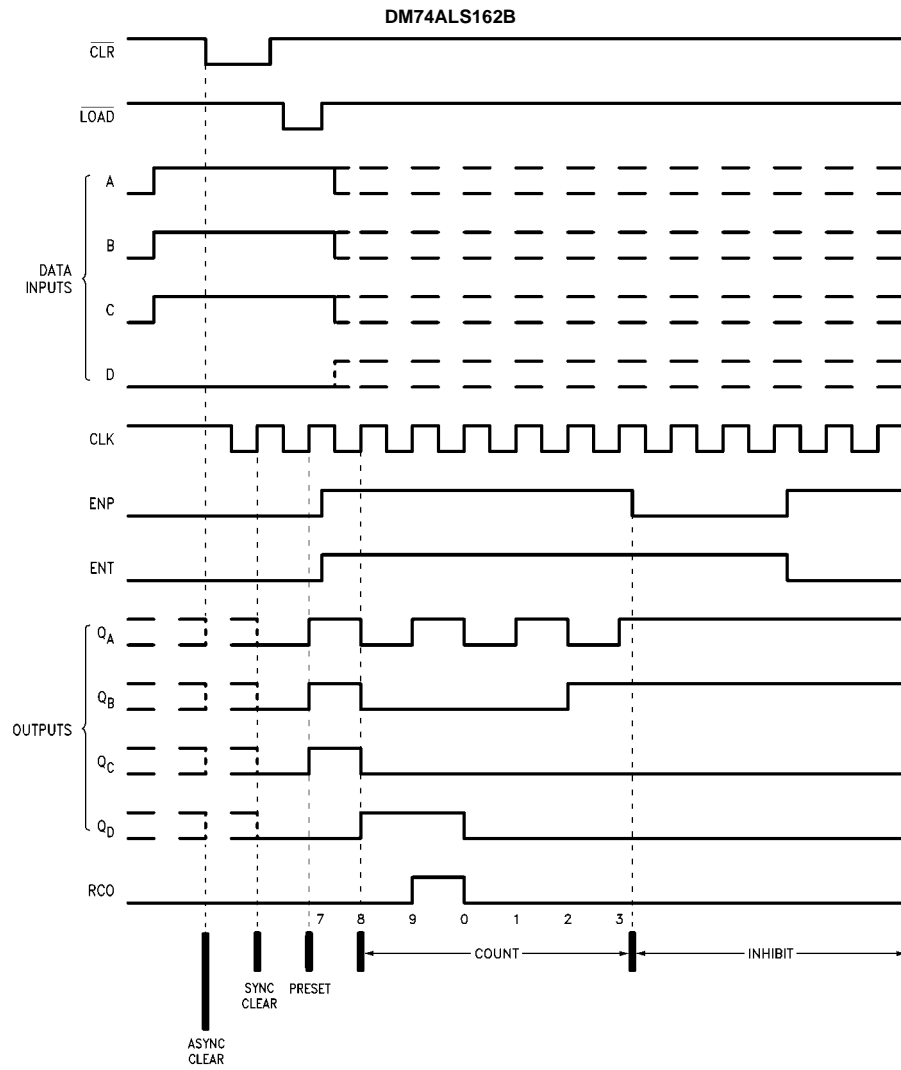 DM74ALS162B
CLR
LOAD
A
B
DATA
INPUTS
C
D
CLK
ENP
ENT
QA
QB
OUTPUTS
QC
QD
RCO
7 8 9 0 1 2 3
COUNT INHIBIT
SYNC
CLEAR
PRESET
ASYNC
CLEAR